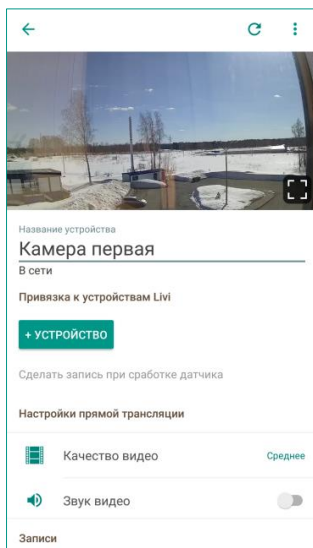 Название устройства
Камера первая
В сети
Привязка к устройствам Livi
+ УСТРОЙСТВО
Сделать запись при сработке датчика
Настройки прямой трансляции
Качество видео Среднее
Звук видео
Записи